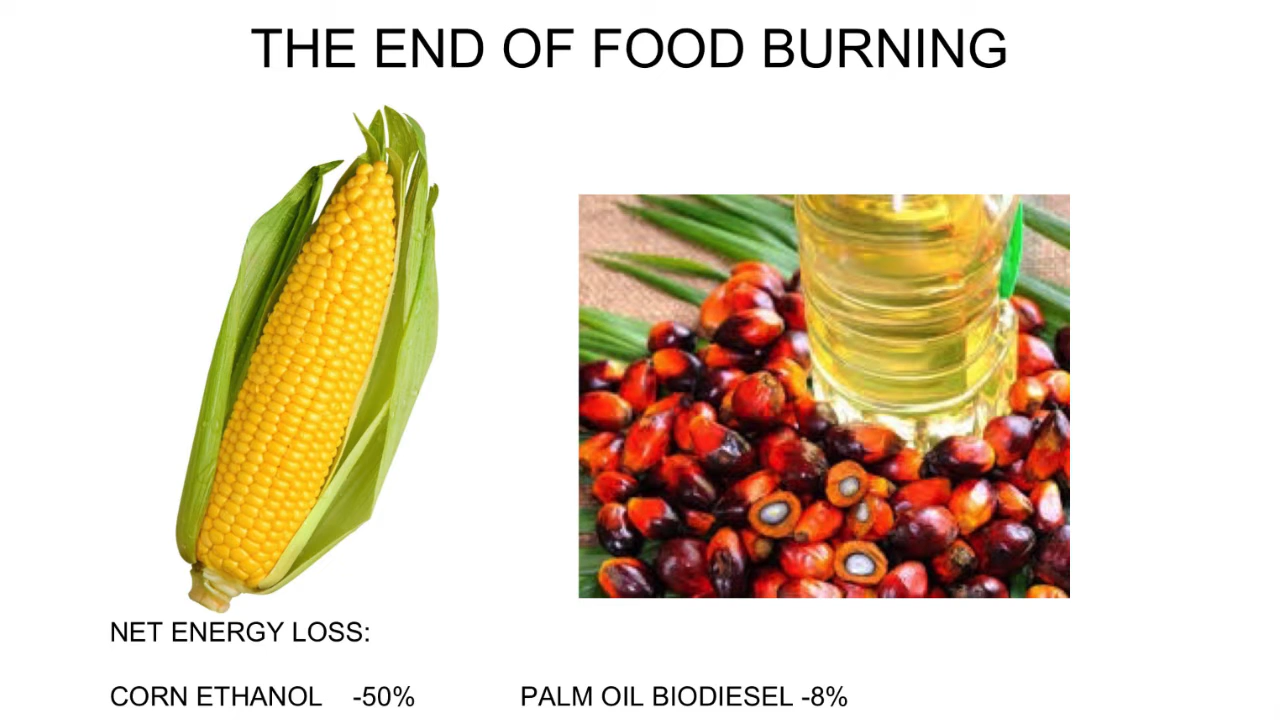 THE END OF FOOD BURNING
NET ENERGY LOSS:
CORN ETHANOL -50% PALM OIL BIODIESEL -8%